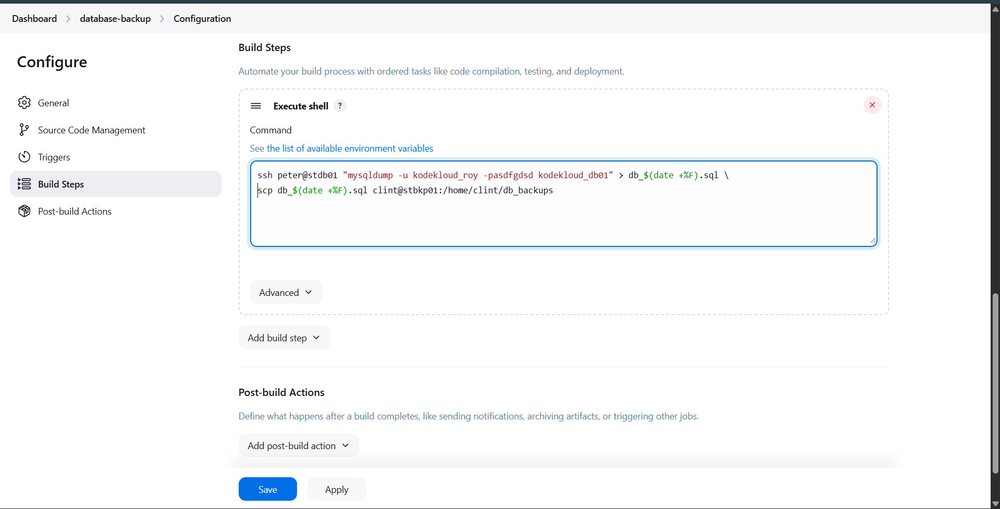 Dashboard > database-backup > Configuration
Configure
General
Source Code Management
Triggers
Build Steps
Post-build Actions
Build Steps
Automate your build process with ordered tasks like code compilation, testing, and deployment.
Execute shell ?
Command
See the list of available environment variables
ssh peter@stdb01 "mysqldump -u kodekloud_roy -pasdfgdsd kodekloud_db01" > db_$(date +%F).sql \
scp db_$(date +%F).sql clint@stbkp01:/home/clint/db_backups
Advanced
Add build step
Post-build Actions
Define what happens after a build completes, like sending notifications, archiving artifacts, or triggering other jobs.
Add post-build action
Save
Apply